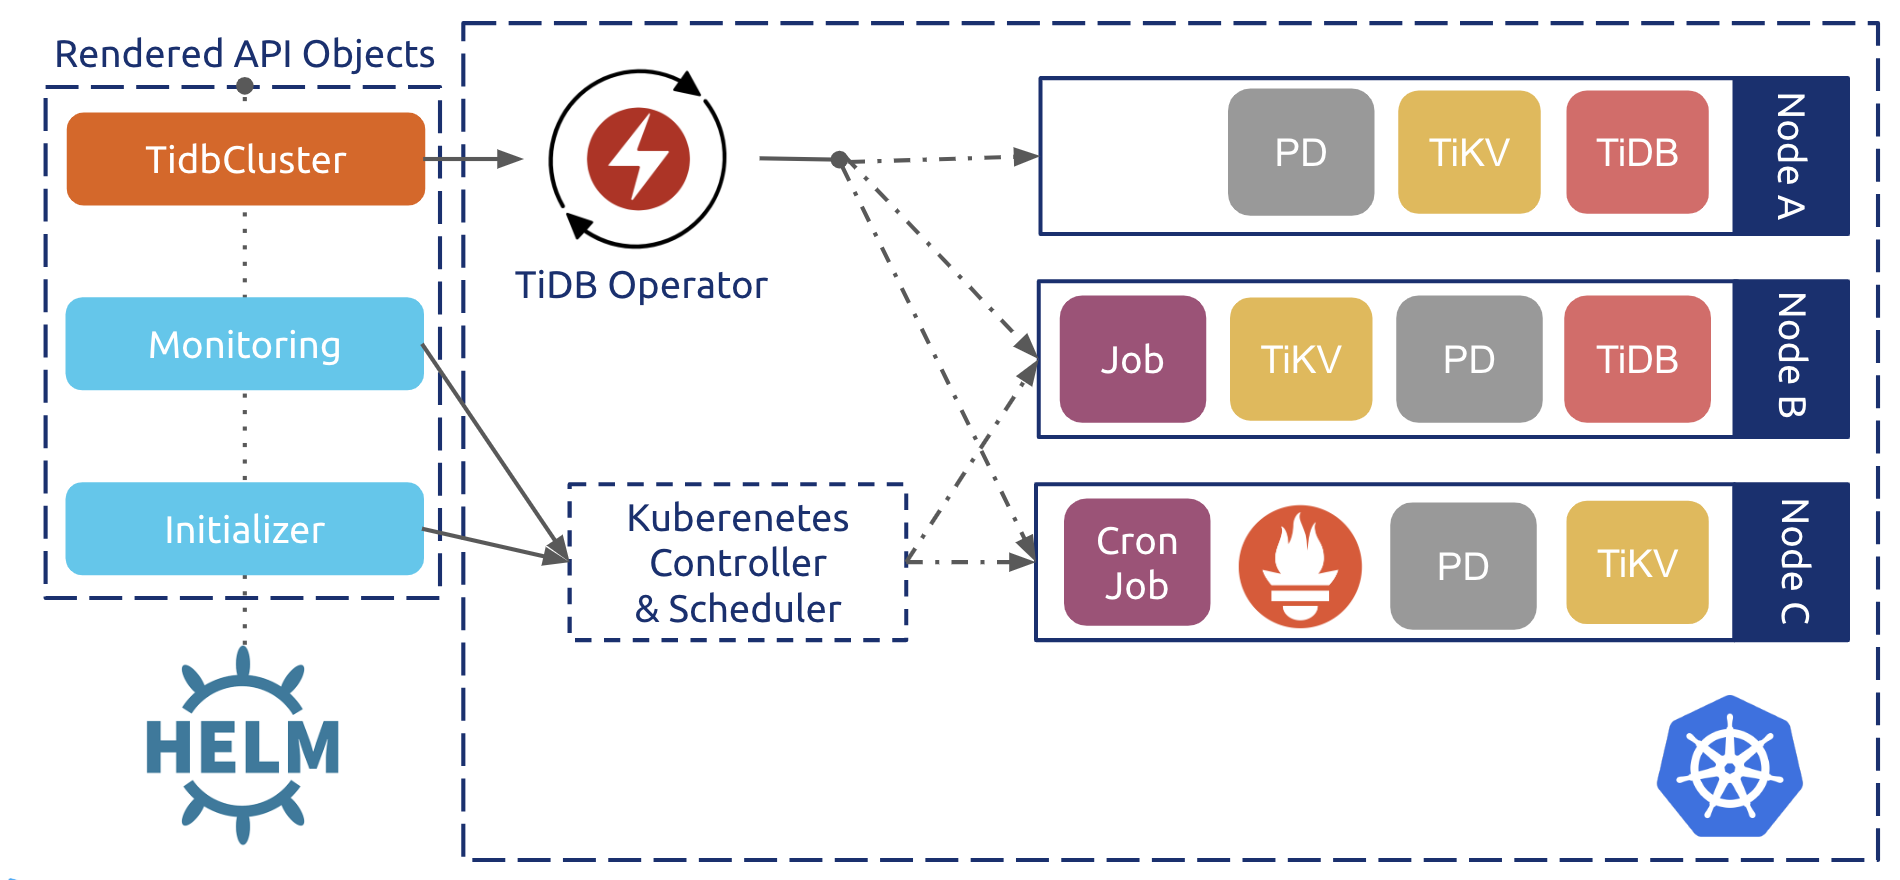 Rendered API Objects
TidbCluster
Monitoring
Initializer
HELM
TiDB Operator
Kuberenetes
Controller
& Scheduler
PD
TiKV
TiDB
Node A
Job
TiKV
PD
TiDB
Node B
Cron
Job
PD
TiKV
Node C